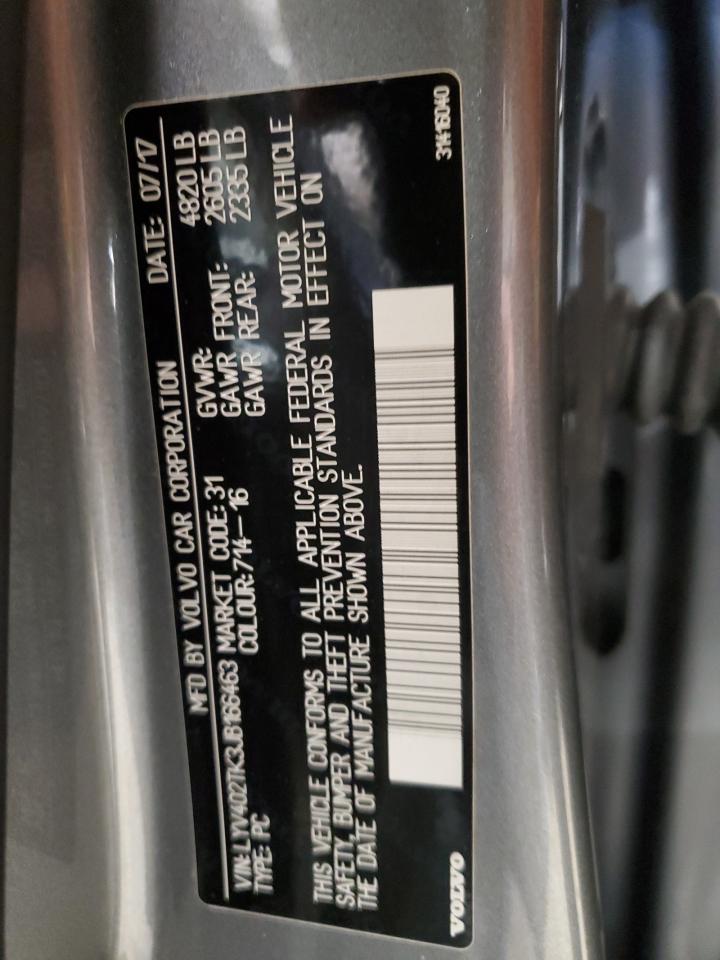 MFD BY VOLVO CAR CORPORATION DATE: 07/17
VIN:LYV402TK3JB166463 MARKET CODE: 31 GVWR: 4820 LB
TYPE: PC COLOUR:714-16 GAWR FRONT: 2605 LB
GAWR REAR: 2335 LB
THIS VEHICLE CONFORMS TO ALL APPLICABLE FEDERAL MOTOR VEHICLE
SAFETY, BUMPER AND THEFT PREVENTION STANDARDS IN EFFECT ON
THE DATE OF MANUFACTURE SHOWN ABOVE.
VOLVO 31416040